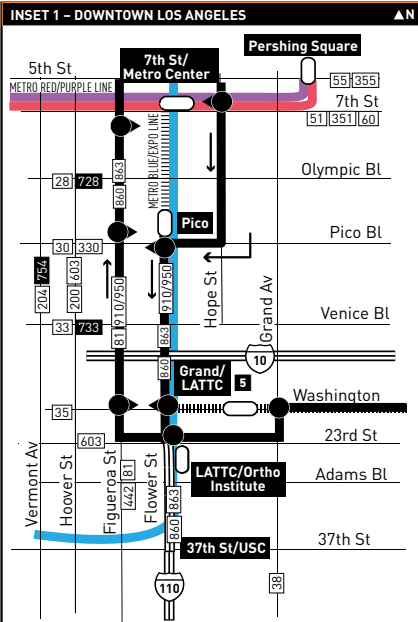 INSET 1 – DOWNTOWN LOS ANGELES
▲N
Pershing Square
7th St/
Metro Center
5th St
55 355
METRO RED/PURPLE LINE
7th St
51 351 60
METRO BLUE/EXPO LINE
863
860
Olympic Bl
28 728
Pico
Pico Bl
30 330
754
204
603
200
910/950
81
910/950
863
860
Hope St
Grand Av
Venice Bl
33 733
10
Grand/
LATTC
5
Washington
35
23rd St
603
Vermont Av
Hoover St
Figueroa St
Flower St
81
442
LATTC/Ortho
Institute
Adams Bl
863
860
37th St/USC
37th St
110
38